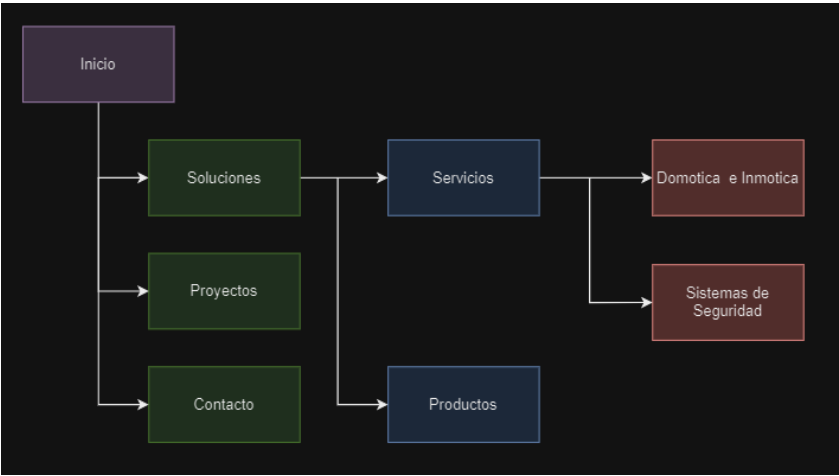 Inicio
Soluciones
Servicios
Domotica e Inmotica
Proyectos
Sistemas de
Seguridad
Contacto
Productos